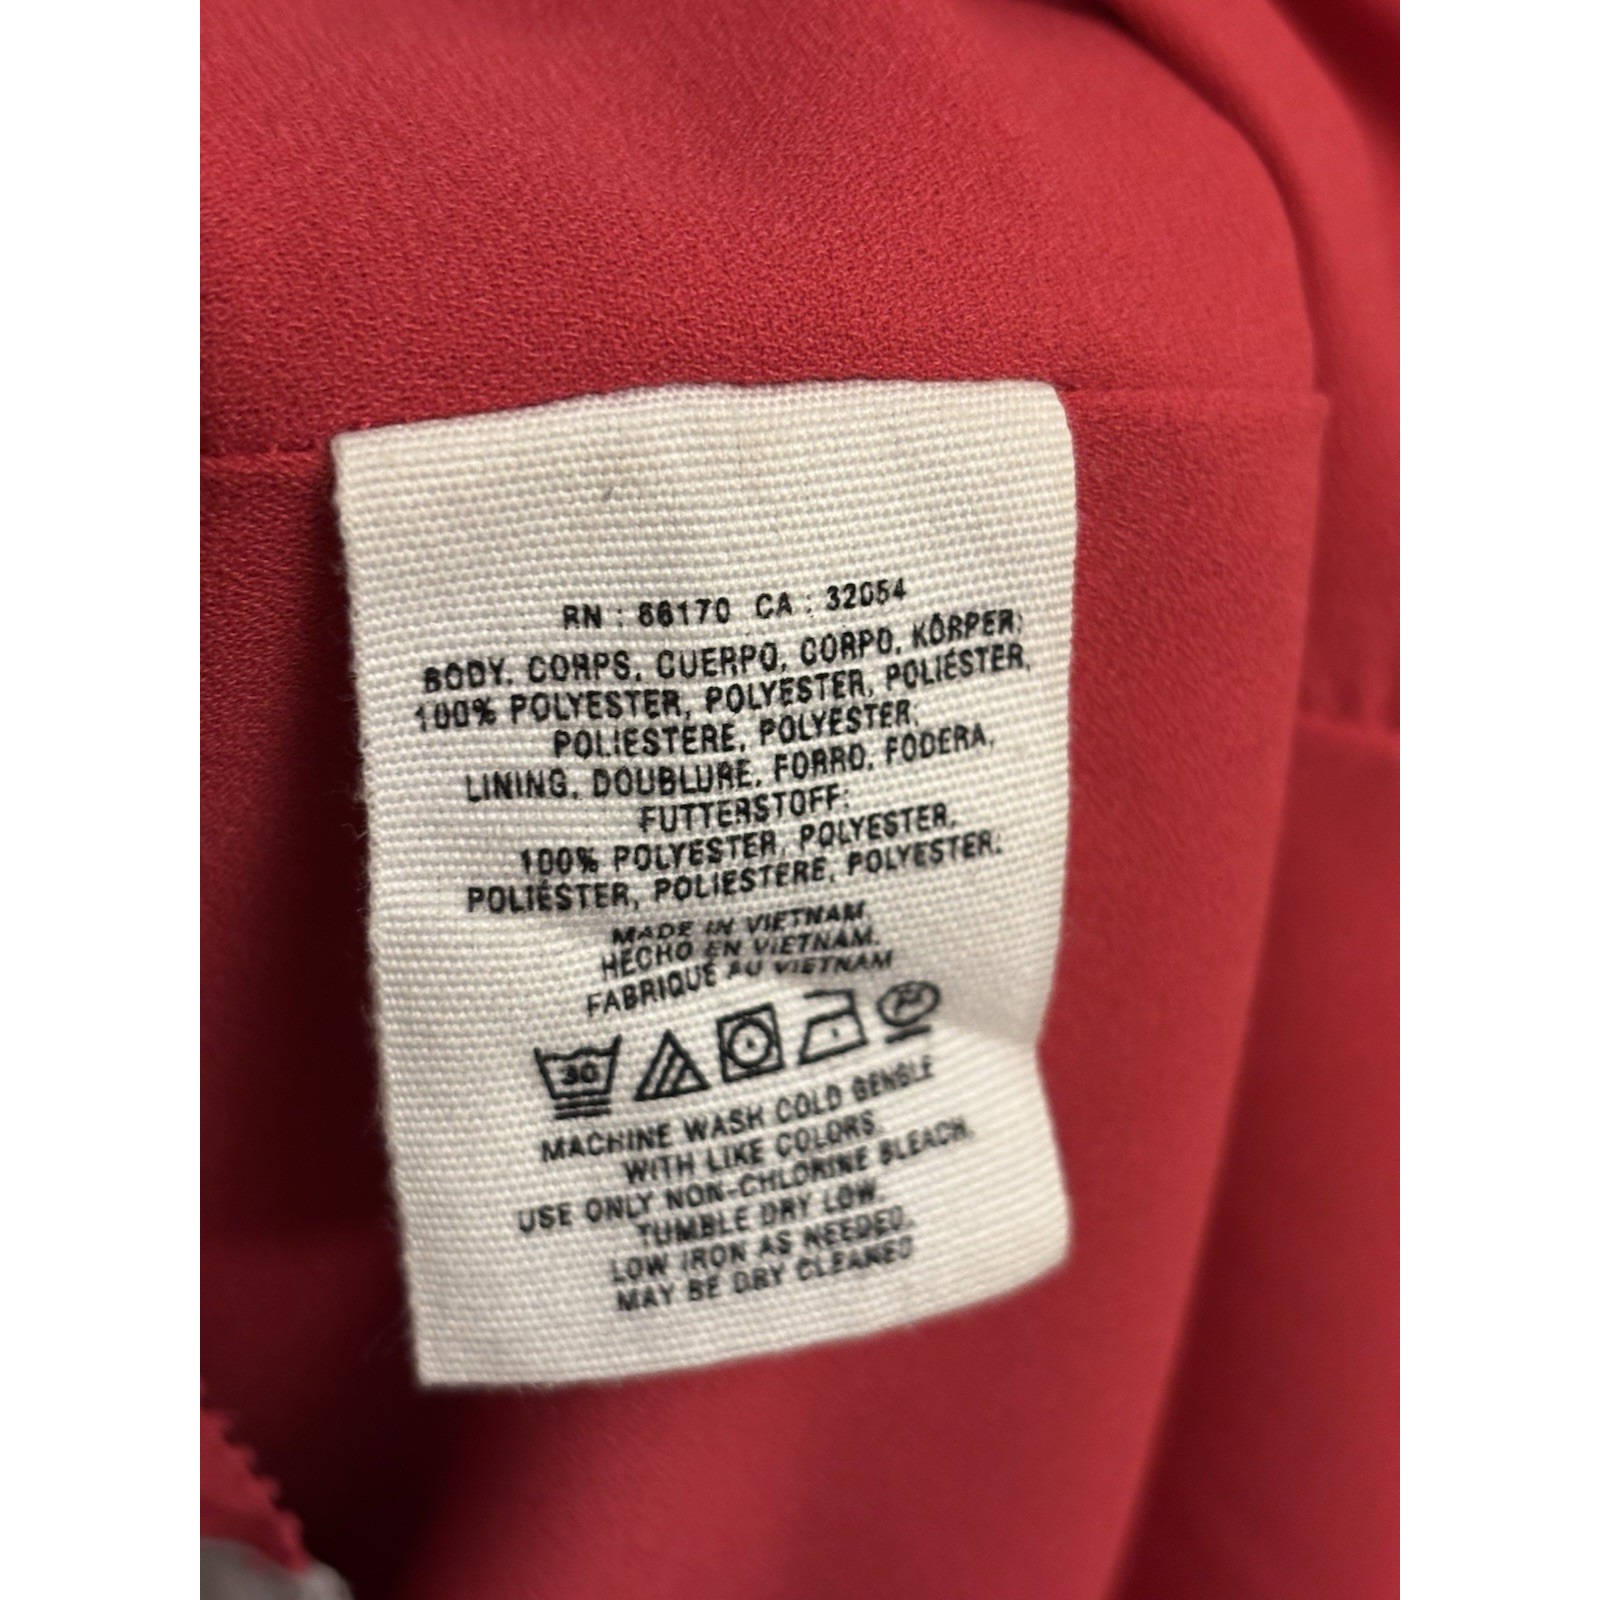 RN : 66170 CA : 32054
BODY, CORPS, CUERPO, CORPO, KÖRPER:
100% POLYESTER, POLYESTER, POLIÉSTER,
POLIESTERE, POLYESTER.
LINING, DOUBLURE, FORRO, FODERA,
FUTTERSTOFF:
100% POLYESTER, POLYESTER,
POLIÉSTER, POLIESTERE, POLYESTER.
MADE IN VIETNAM,
HECHO EN VIETNAM,
FABRIQUÉ AU VIETNAM
30
MACHINE WASH COLD GENGLE
WITH LIKE COLORS.
USE ONLY NON-CHLORINE BLEACH.
TUMBLE DRY LOW.
LOW IRON AS NEEDED.
MAY BE DRY CLEANED